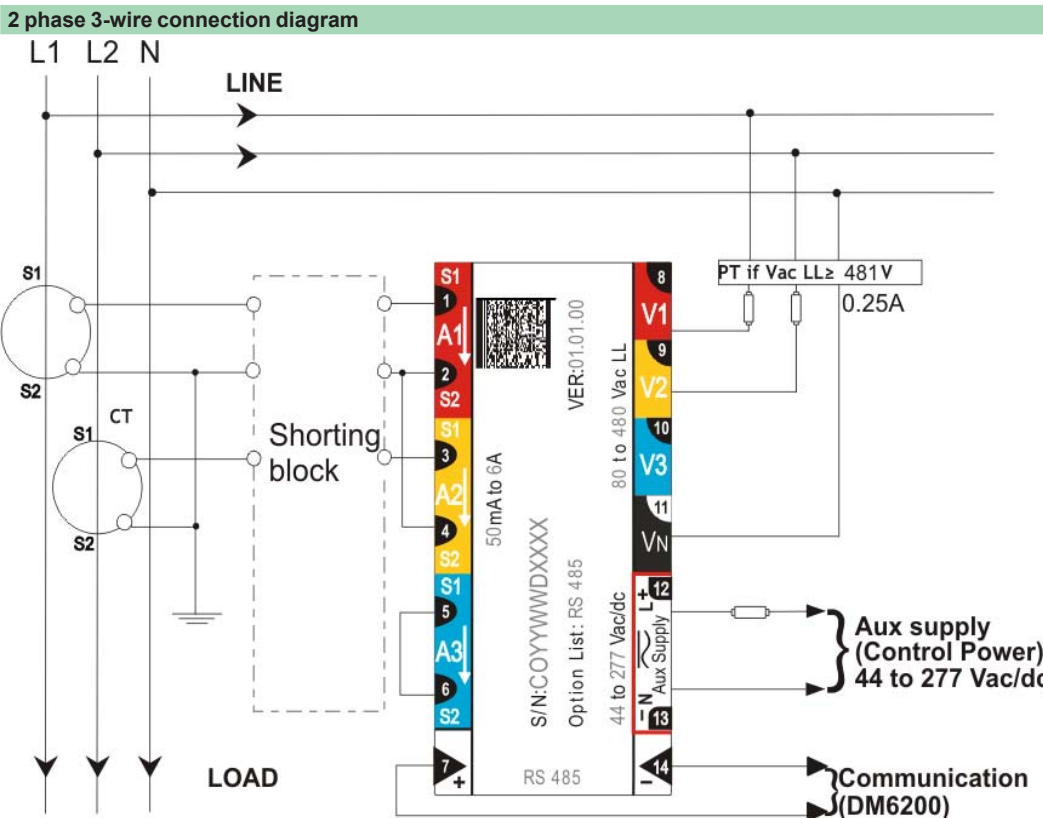 2 phase 3-wire connection diagram
L1 L2 N
LINE
S1
S2
CT
S1
S2
Shorting
block
LOAD
S1
1
A1
2
S2
S1
3
A2
4
S2
S1
5
A3
6
S2
7
+
VER:01.01.00
50mA to 6A
S/N:COYYWWDXXXX
Option List: RS 485
80 to 480 Vac LL
44 to 277 Vac/dc
RS 485
8
V1
9
V2
10
V3
11
VN
12
L+
Aux Supply
– N
13
14
–
PT if Vac LL≥ 481V
0.25A
Aux supply
(Control Power)
44 to 277 Vac/dc
Communication
(DM6200)